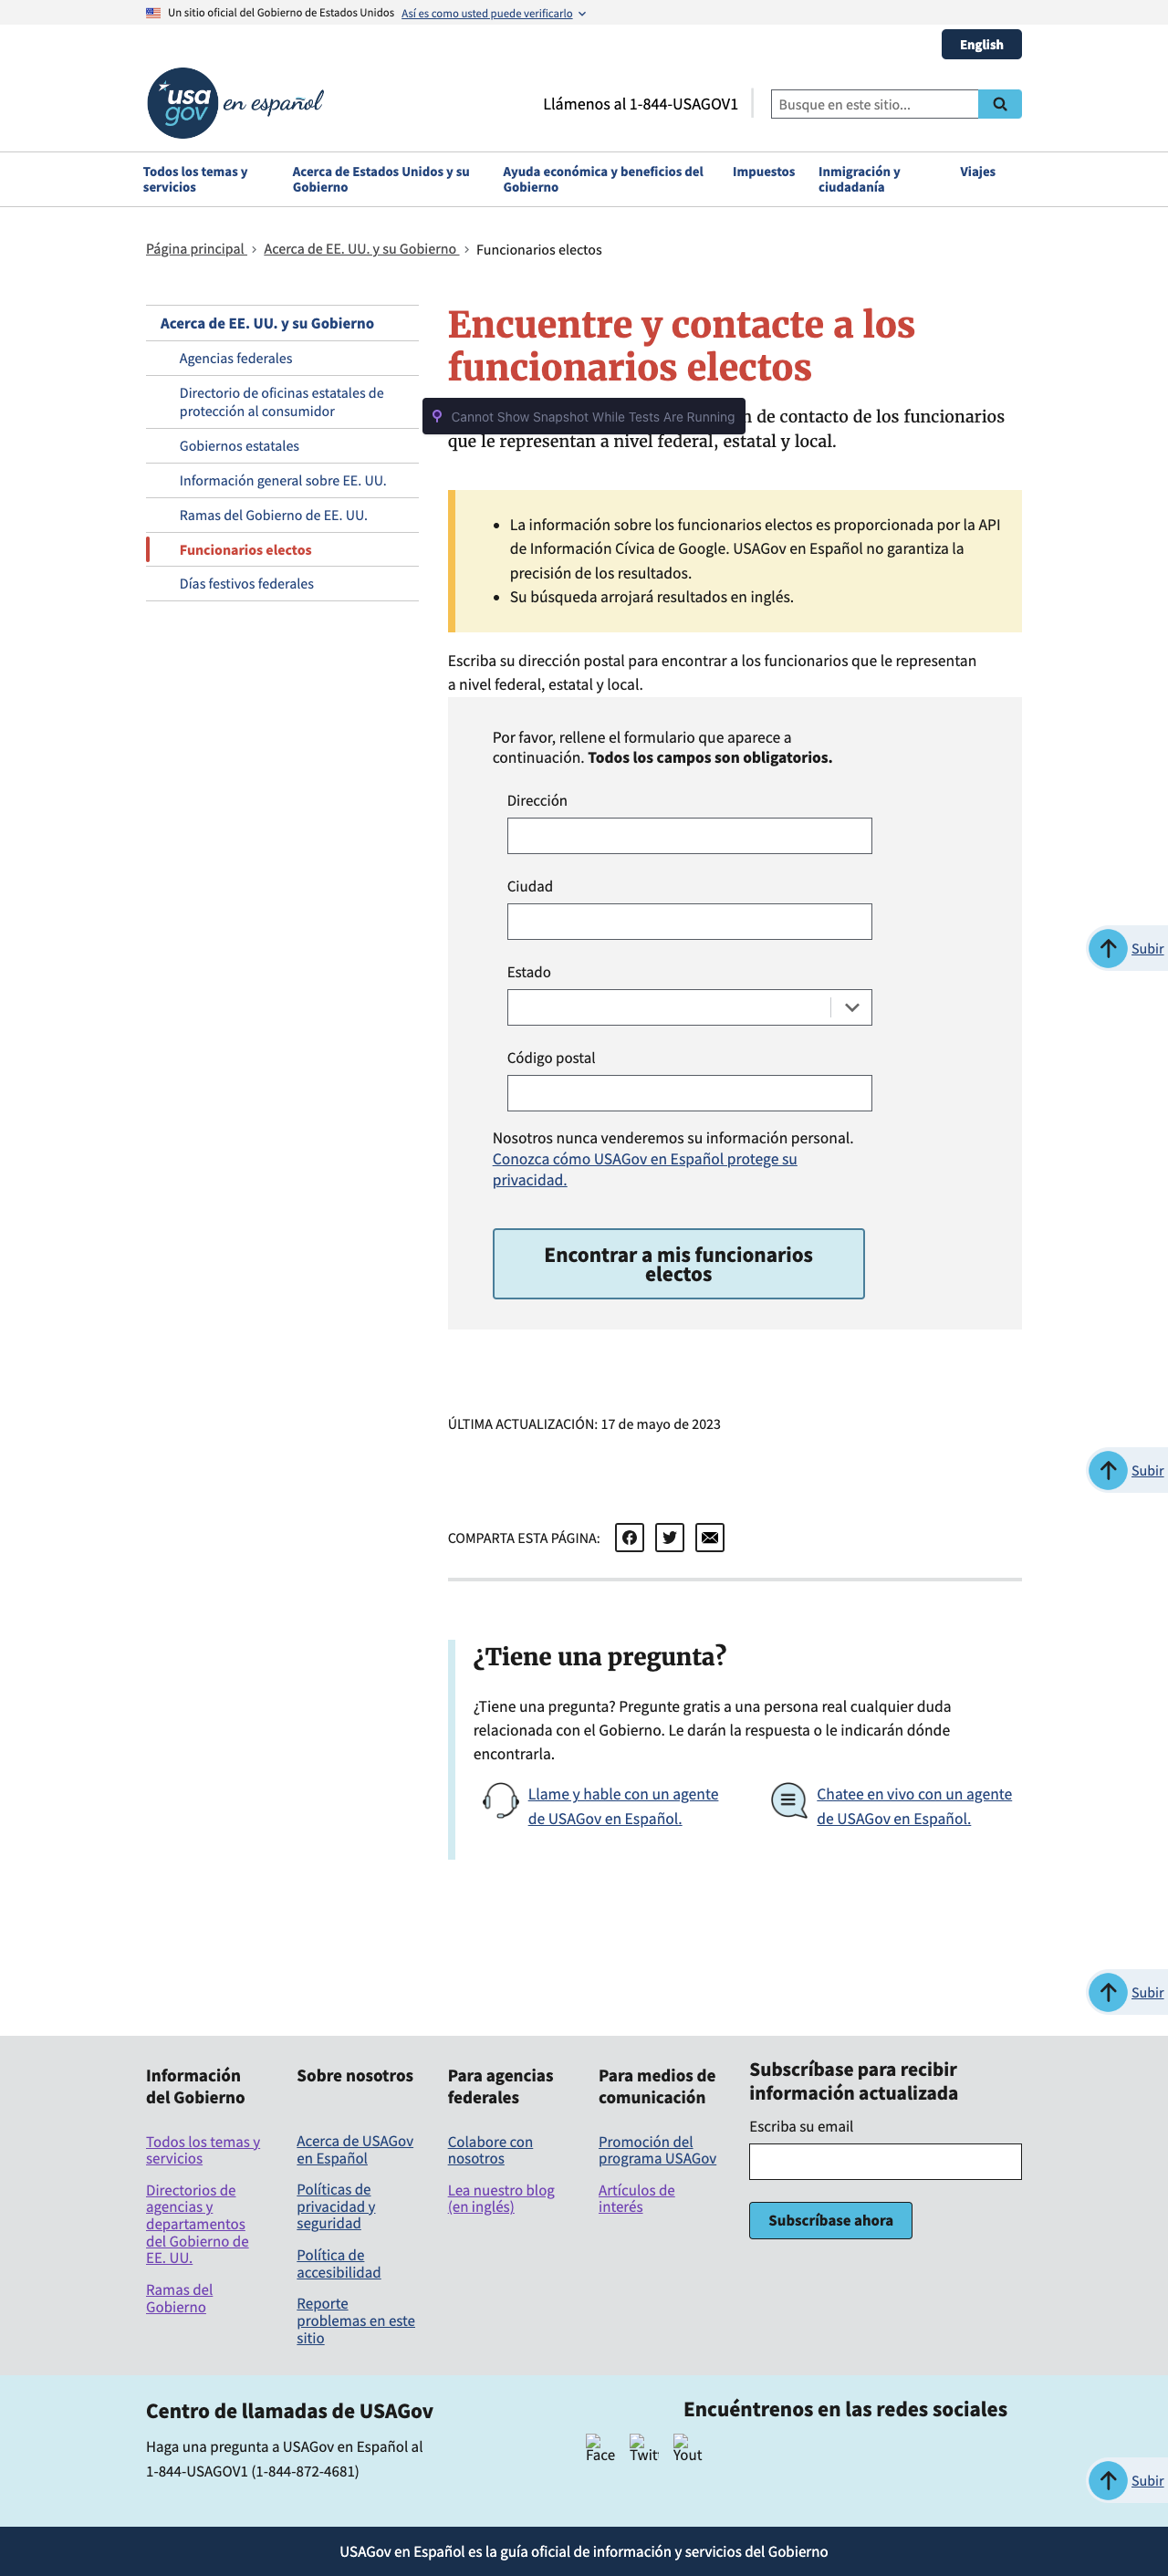 Un sitio oficial del Gobierno de Estados Unidos Así es como usted puede verificarlo
English
usa gov en español
Llámenos al 1-844-USAGOV1
Busque en este sitio...
Todos los temas y
servicios
Acerca de Estados Unidos y su
Gobierno
Ayuda económica y beneficios del
Gobierno
Impuestos
Inmigración y
ciudadanía
Viajes
Página principal
Acerca de EE. UU. y su Gobierno
Funcionarios electos
Acerca de EE. UU. y su Gobierno
Agencias federales
Directorio de oficinas estatales de
protección al consumidor
Gobiernos estatales
Información general sobre EE. UU.
Ramas del Gobierno de EE. UU.
Funcionarios electos
Días festivos federales
Encuentre y contacte a los
funcionarios electos
Cannot Show Snapshot While Tests Are Running
de contacto de los funcionarios
que le representan a nivel federal, estatal y local.
La información sobre los funcionarios electos es proporcionada por la API
de Información Cívica de Google. USAGov en Español no garantiza la
precisión de los resultados.
Su búsqueda arrojará resultados en inglés.
Escriba su dirección postal para encontrar a los funcionarios que le representan
a nivel federal, estatal y local.
Por favor, rellene el formulario que aparece a
continuación. Todos los campos son obligatorios.
Dirección
Ciudad
Estado
Código postal
Nosotros nunca venderemos su información personal.
Conozca cómo USAGov en Español protege su
privacidad.
Encontrar a mis funcionarios
electos
Subir
ÚLTIMA ACTUALIZACIÓN: 17 de mayo de 2023
Subir
COMPARTA ESTA PÁGINA:
¿Tiene una pregunta?
¿Tiene una pregunta? Pregunte gratis a una persona real cualquier duda
relacionada con el Gobierno. Le darán la respuesta o le indicarán dónde
encontrarla.
Llame y hable con un agente
de USAGov en Español.
Chatee en vivo con un agente
de USAGov en Español.
Subir
Información
del Gobierno
Todos los temas y
servicios
Directorios de
agencias y
departamentos
del Gobierno de
EE. UU.
Ramas del
Gobierno
Sobre nosotros
Acerca de USAGov
en Español
Políticas de
privacidad y
seguridad
Política de
accesibilidad
Reporte
problemas en este
sitio
Para agencias
federales
Colabore con
nosotros
Lea nuestro blog
(en inglés)
Para medios de
comunicación
Promoción del
programa USAGov
Artículos de
interés
Subscríbase para recibir
información actualizada
Escriba su email
Subscríbase ahora
Centro de llamadas de USAGov
Haga una pregunta a USAGov en Español al
1-844-USAGOV1 (1-844-872-4681)
Encuéntrenos en las redes sociales
Face
Twit
Yout
Subir
USAGov en Español es la guía oficial de información y servicios del Gobierno